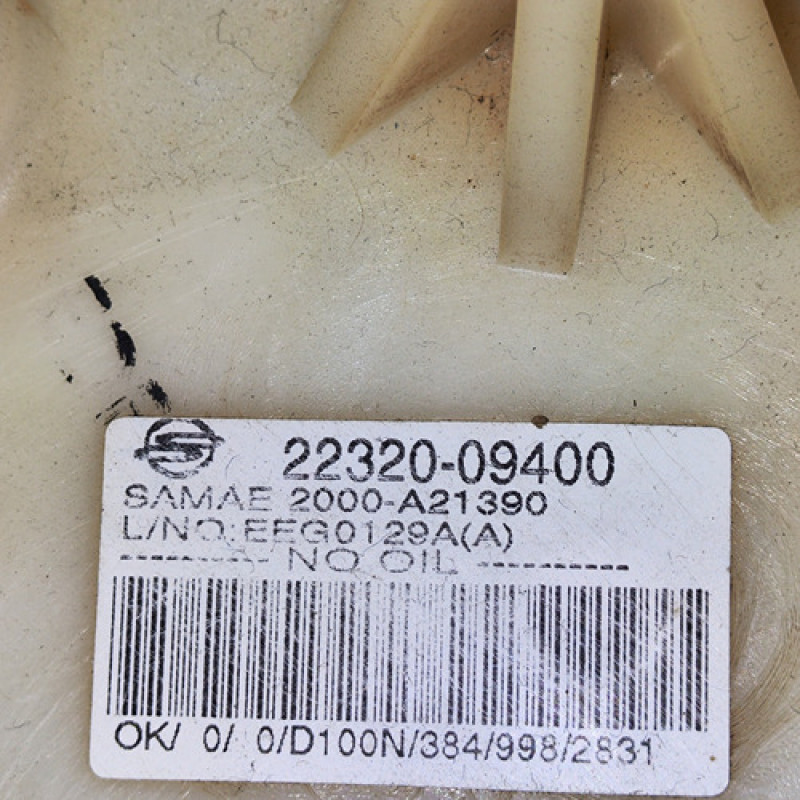 22320-09400
SAMAE 2000-A21390
L/NO:EEG0129A(A)
---------- NO OIL ----------
OK/ 0/ 0/D100N/384/998/2831